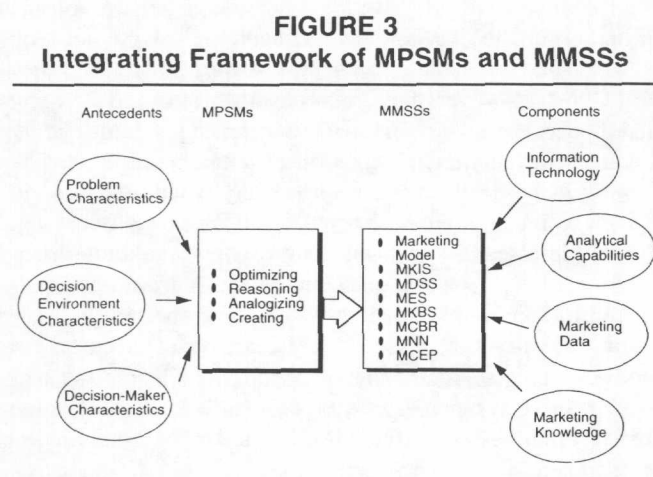 FIGURE 3
Integrating Framework of MPSMs and MMSSs
Antecedents
MPSMs
MMSSs
Components
Problem
Characteristics
Decision
Environment
Characteristics
Decision-Maker
Characteristics
Optimizing
Reasoning
Analogizing
Creating
Marketing
Model
MKIS
MDSS
MES
MKBS
MCBR
MNN
MCEP
Information
Technology
Analytical
Capabilities
Marketing
Data
Marketing
Knowledge